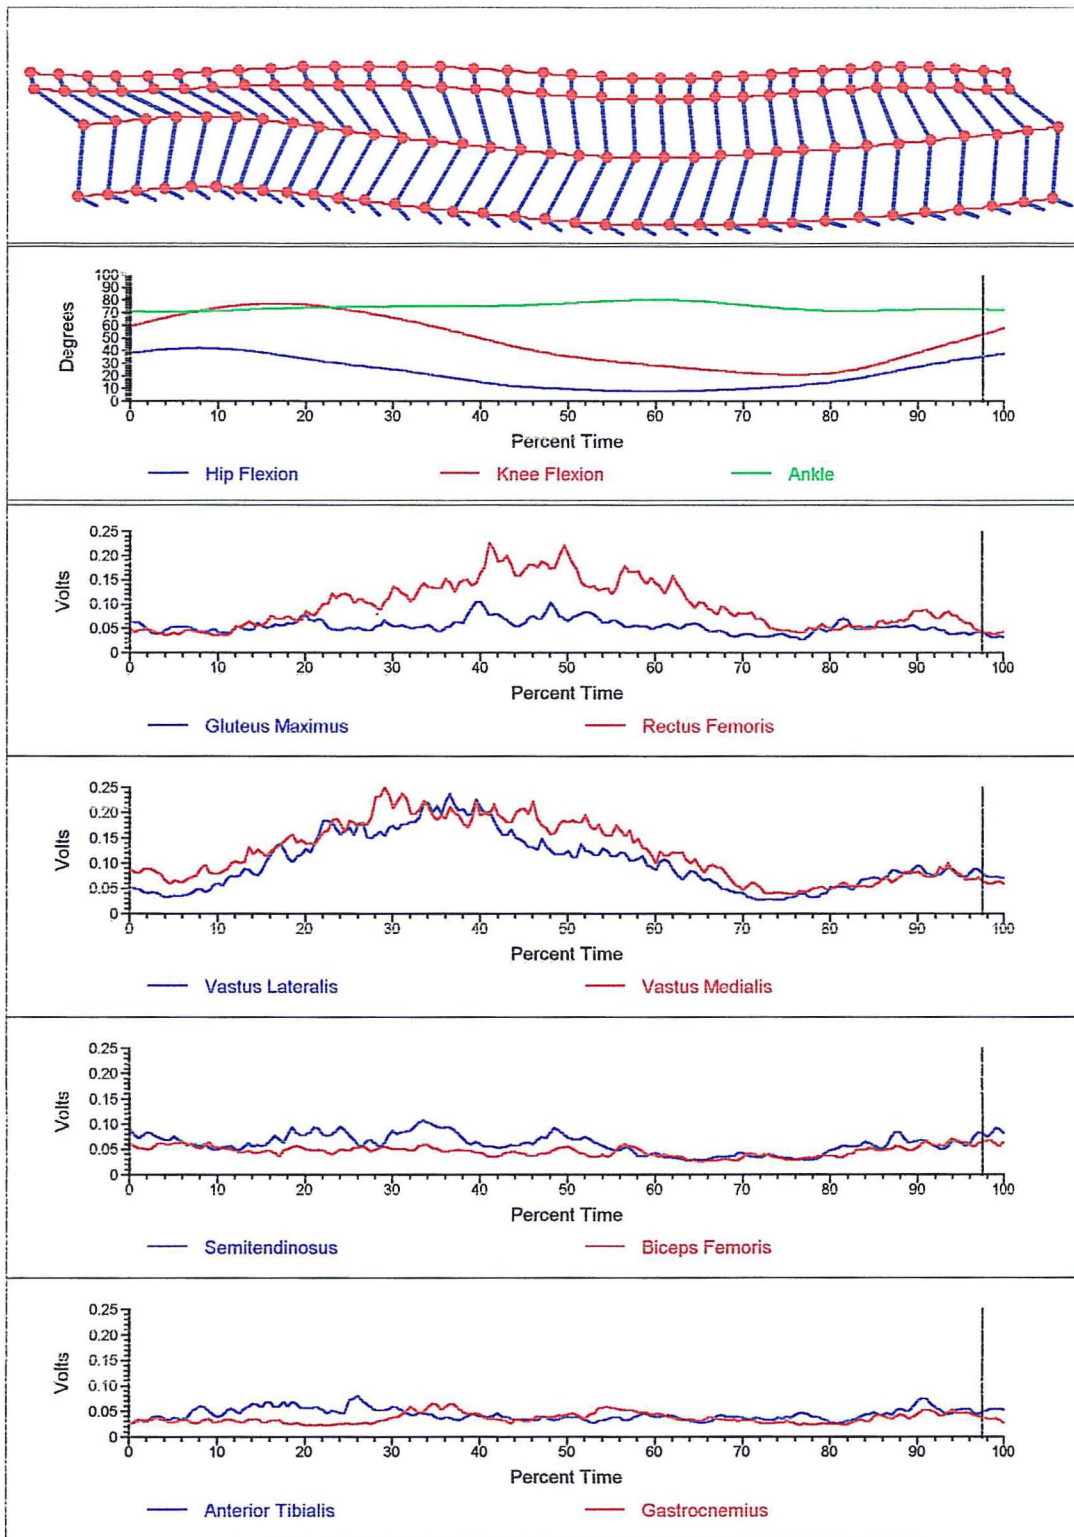 Degrees
100
90
80
70
60
50
40
30
20
10
0
0 10 20 30 40 50 60 70 80 90 100
Percent Time
Hip Flexion Knee Flexion Ankle
Volts
0.25
0.20
0.15
0.10
0.05
0
0 10 20 30 40 50 60 70 80 90 100
Percent Time
Gluteus Maximus Rectus Femoris
Volts
0.25
0.20
0.15
0.10
0.05
0
0 10 20 30 40 50 60 70 80 90 100
Percent Time
Vastus Lateralis Vastus Medialis
Volts
0.25
0.20
0.15
0.10
0.05
0
0 10 20 30 40 50 60 70 80 90 100
Percent Time
Semitendinosus Biceps Femoris
Volts
0.25
0.20
0.15
0.10
0.05
0
0 10 20 30 40 50 60 70 80 90 100
Percent Time
Anterior Tibialis Gastrocnemius